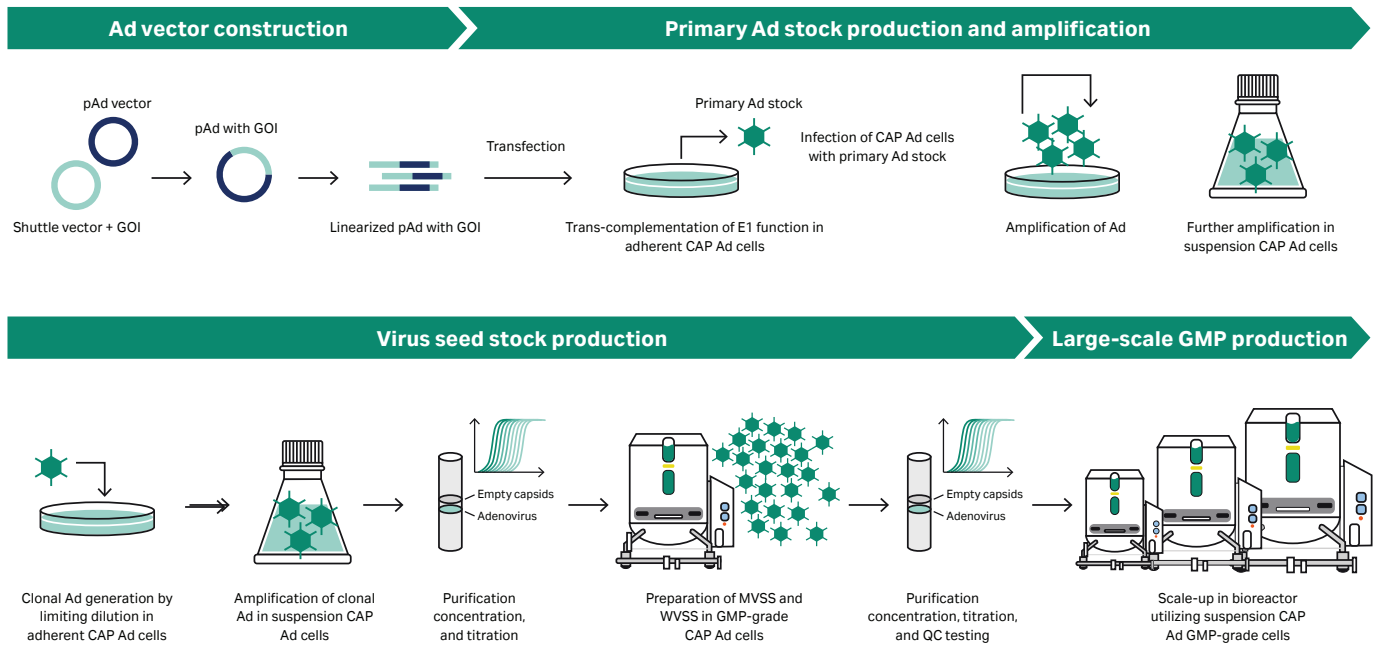 Ad vector construction
Primary Ad stock production and amplification
pAd vector
Shuttle vector + GOI
pAd with GOI
Linearized pAd with GOI
Transfection
Primary Ad stock
Trans-complementation of E1 function in
adherent CAP Ad cells
Infection of CAP Ad cells
with primary Ad stock
Amplification of Ad
Further amplification in
suspension CAP Ad cells
Virus seed stock production
Large-scale GMP production
Clonal Ad generation by
limiting dilution in
adherent CAP Ad cells
Amplification of clonal
Ad in suspension CAP
Ad cells
Empty capsids
Adenovirus
Purification
concentration,
and titration
Preparation of MVSS and
WVSS in GMP-grade
CAP Ad cells
Empty capsids
Adenovirus
Purification
concentration, titration,
and QC testing
Scale-up in bioreactor
utilizing suspension CAP
Ad GMP-grade cells